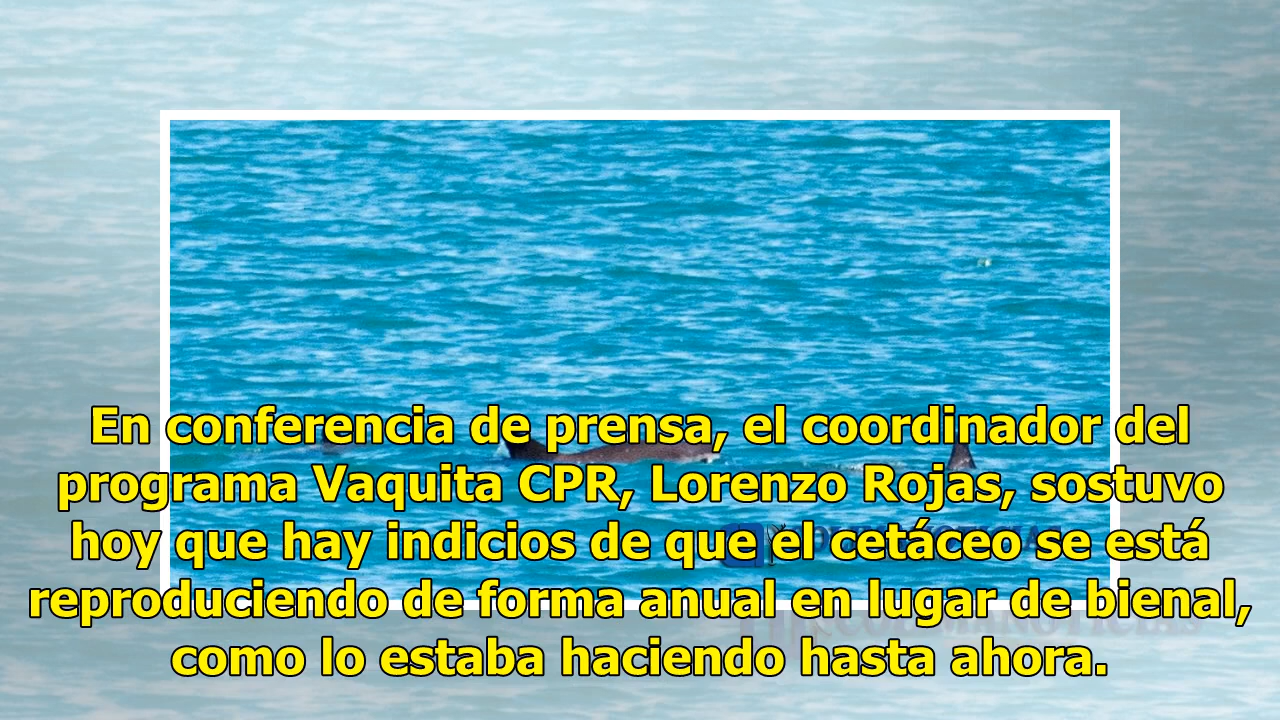 En conferencia de prensa, el coordinador del
programa Vaquita CPR, Lorenzo Rojas, sostuvo
hoy que hay indicios de que el cetáceo se está
reproduciendo de forma anual en lugar de bienal,
como lo estaba haciendo hasta ahora.